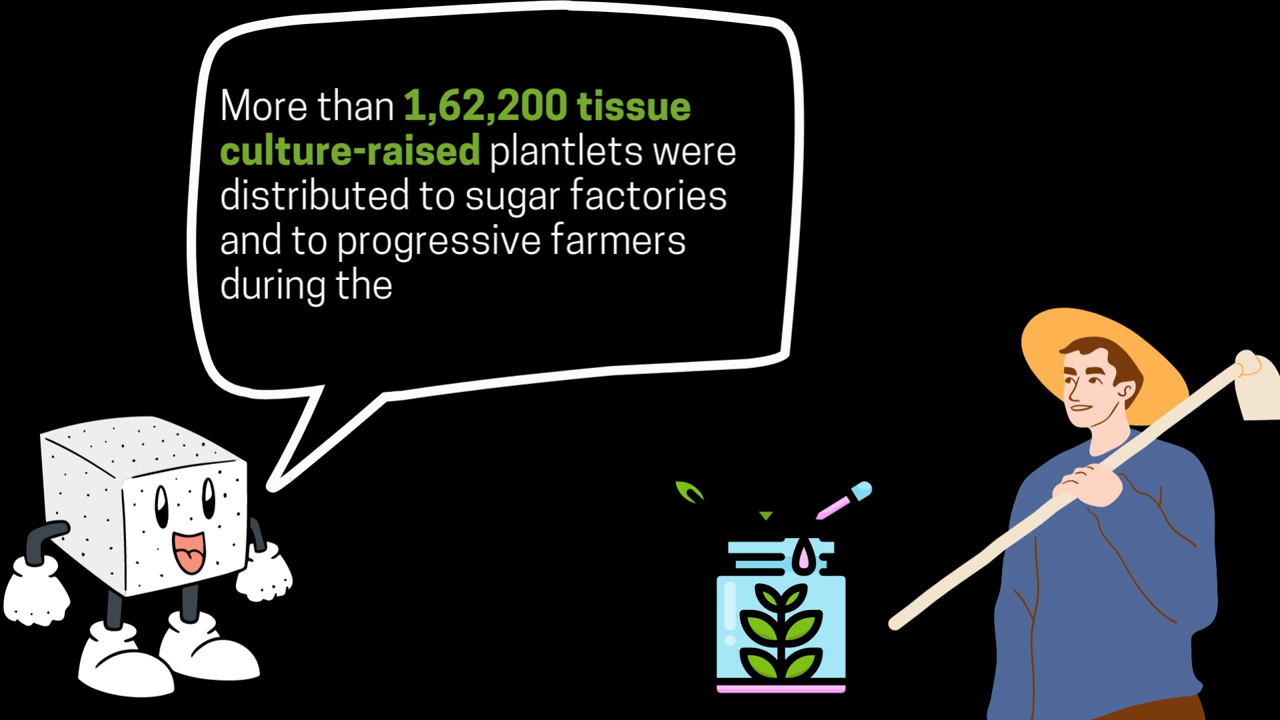 More than 1,62,200 tissue
culture-raised plantlets were
distributed to sugar factories
and to progressive farmers
during the